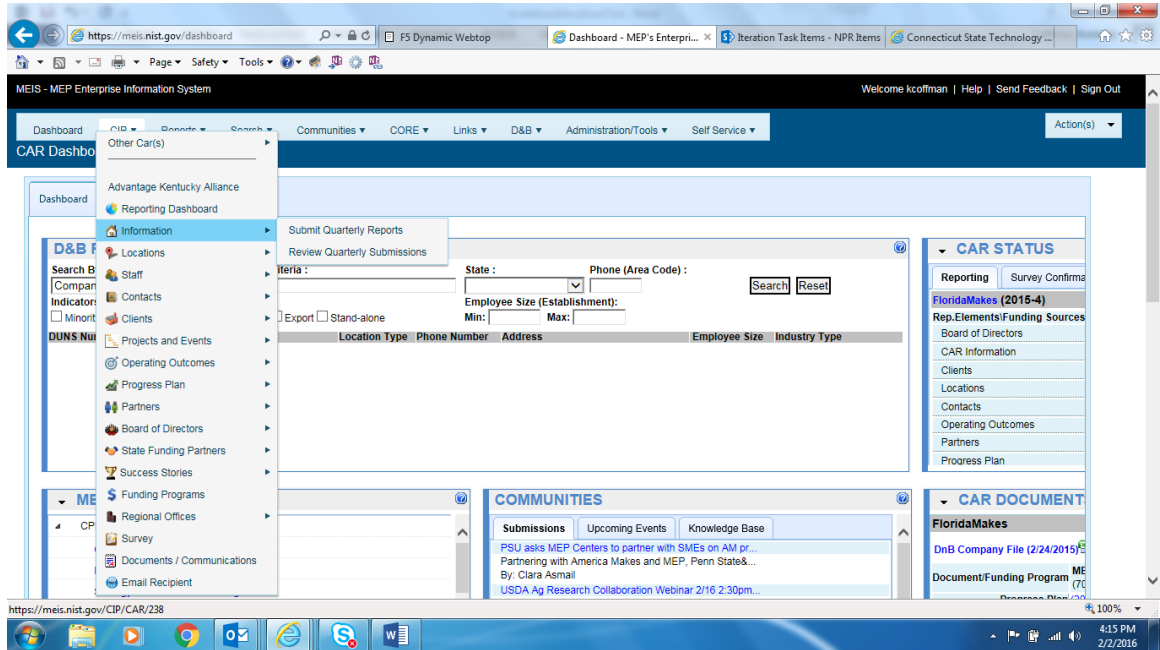 https://meis.nist.gov/dashboard
F5 Dynamic Webtop
Dashboard - MEP's Enterpri...
Iteration Task Items - NPR Items
Connecticut State Technology ...
Page Safety Tools
MEIS - MEP Enterprise Information System
Welcome kcoffman | Help | Send Feedback | Sign Out
Dashboard CIP Reports Search Communities CORE Links D&B Administration/Tools Self Service
Action(s)
CAR Dashbo
Other Car(s)
Advantage Kentucky Alliance
Reporting Dashboard
Information
Locations
Staff
Contacts
Clients
Projects and Events
Operating Outcomes
Progress Plan
Partners
Board of Directors
State Funding Partners
Success Stories
Funding Programs
Regional Offices
Survey
Documents / Communications
Email Recipient
Submit Quarterly Reports
Review Quarterly Submissions
Dashboard
D&B
Search B
iteria :
State :
Phone (Area Code) :
Compan
Search Reset
Indicators
Employee Size (Establishment):
Minorit
Export Stand-alone
Min: Max:
DUNS Nu
Location Type Phone Number Address Employee Size Industry Type
CAR STATUS
Reporting Survey Confirma
FloridaMakes (2015-4)
Rep.Elements\Funding Sources
Board of Directors
CAR Information
Clients
Locations
Contacts
Operating Outcomes
Partners
Progress Plan
ME
CP
COMMUNITIES
Submissions Upcoming Events Knowledge Base
PSU asks MEP Centers to partner with SMEs on AM pr...
Partnering with America Makes and MEP, Penn State&...
By: Clara Asmail
USDA Ag Research Collaboration Webinar 2/16 2:30pm...
CAR DOCUMENT
FloridaMakes
DnB Company File (2/24/2015)
Document/Funding Program
ME
(70
Progress Plan
https://meis.nist.gov/CIP/CAR/238
100%
4:15 PM
2/2/2016